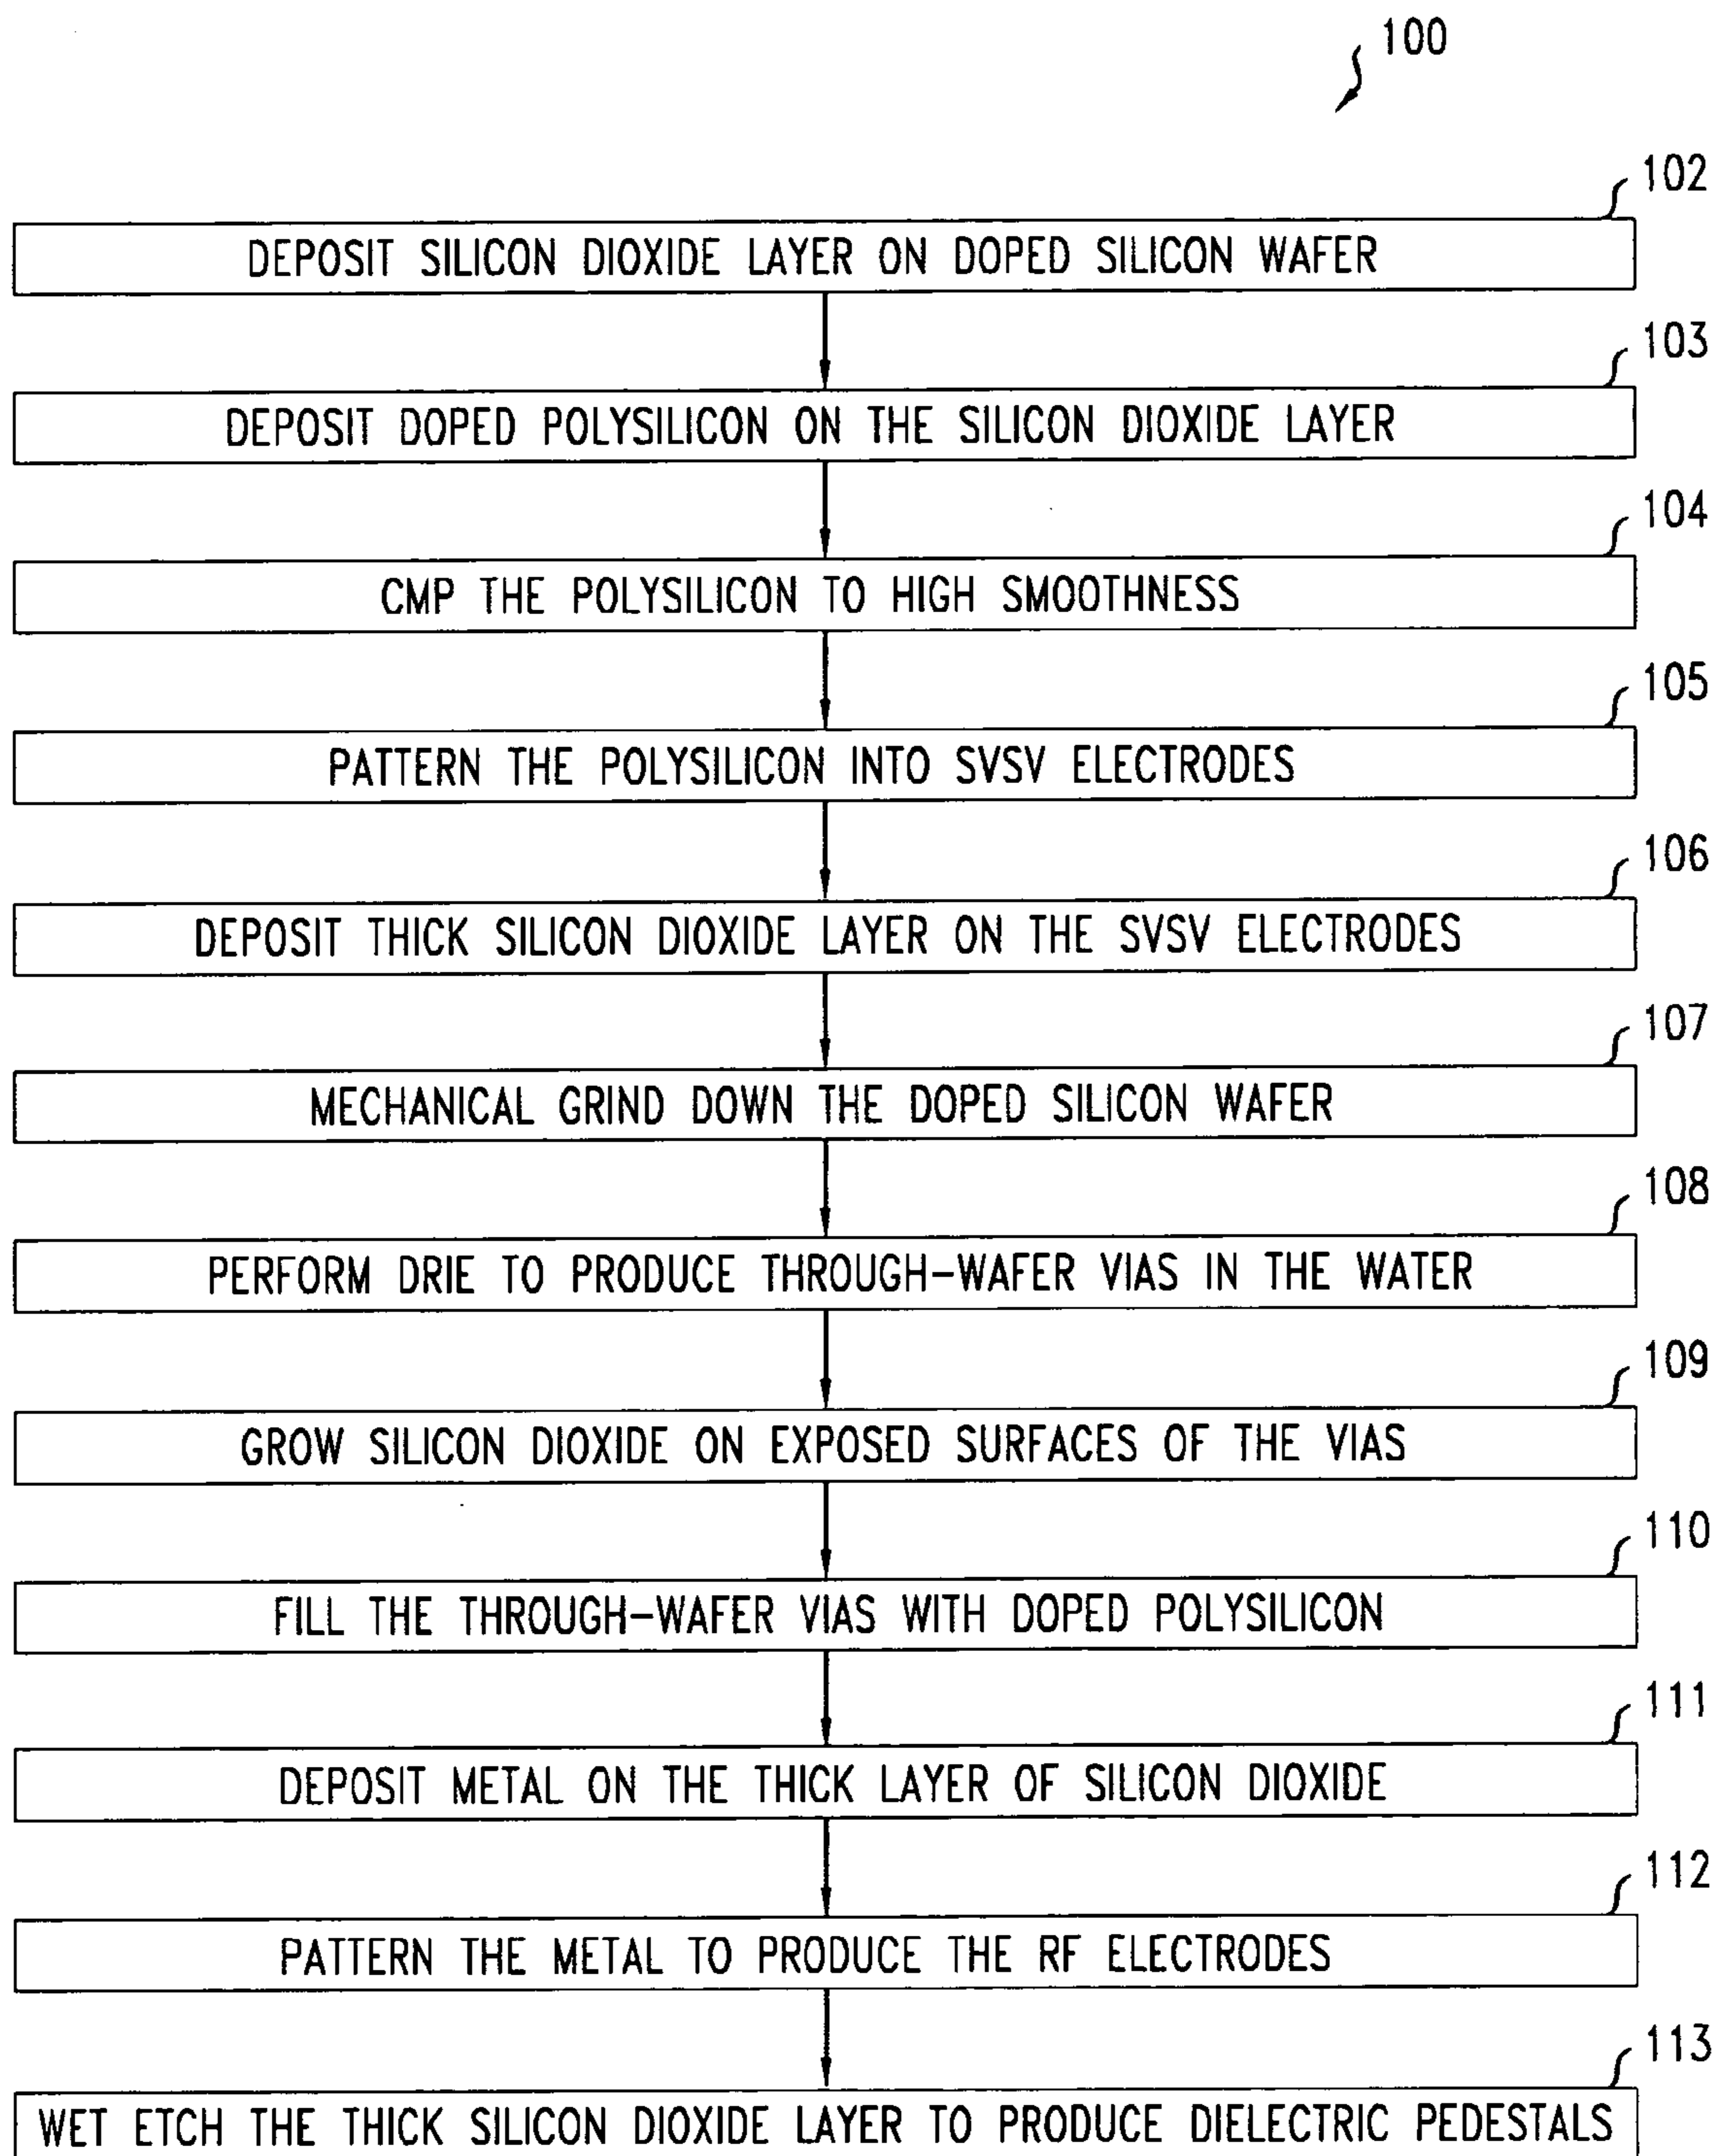 100
102
DEPOSIT SILICON DIOXIDE LAYER ON DOPED SILICON WAFER
103
DEPOSIT DOPED POLYSILICON ON THE SILICON DIOXIDE LAYER
104
CMP THE POLYSILICON TO HIGH SMOOTHNESS
105
PATTERN THE POLYSILICON INTO SVSV ELECTRODES
106
DEPOSIT THICK SILICON DIOXIDE LAYER ON THE SVSV ELECTRODES
107
MECHANICAL GRIND DOWN THE DOPED SILICON WAFER
108
PERFORM DRIE TO PRODUCE THROUGH-WAFER VIAS IN THE WATER
109
GROW SILICON DIOXIDE ON EXPOSED SURFACES OF THE VIAS
110
FILL THE THROUGH-WAFER VIAS WITH DOPED POLYSILICON
111
DEPOSIT METAL ON THE THICK LAYER OF SILICON DIOXIDE
112
PATTERN THE METAL TO PRODUCE THE RF ELECTRODES
113
WET ETCH THE THICK SILICON DIOXIDE LAYER TO PRODUCE DIELECTRIC PEDESTALS